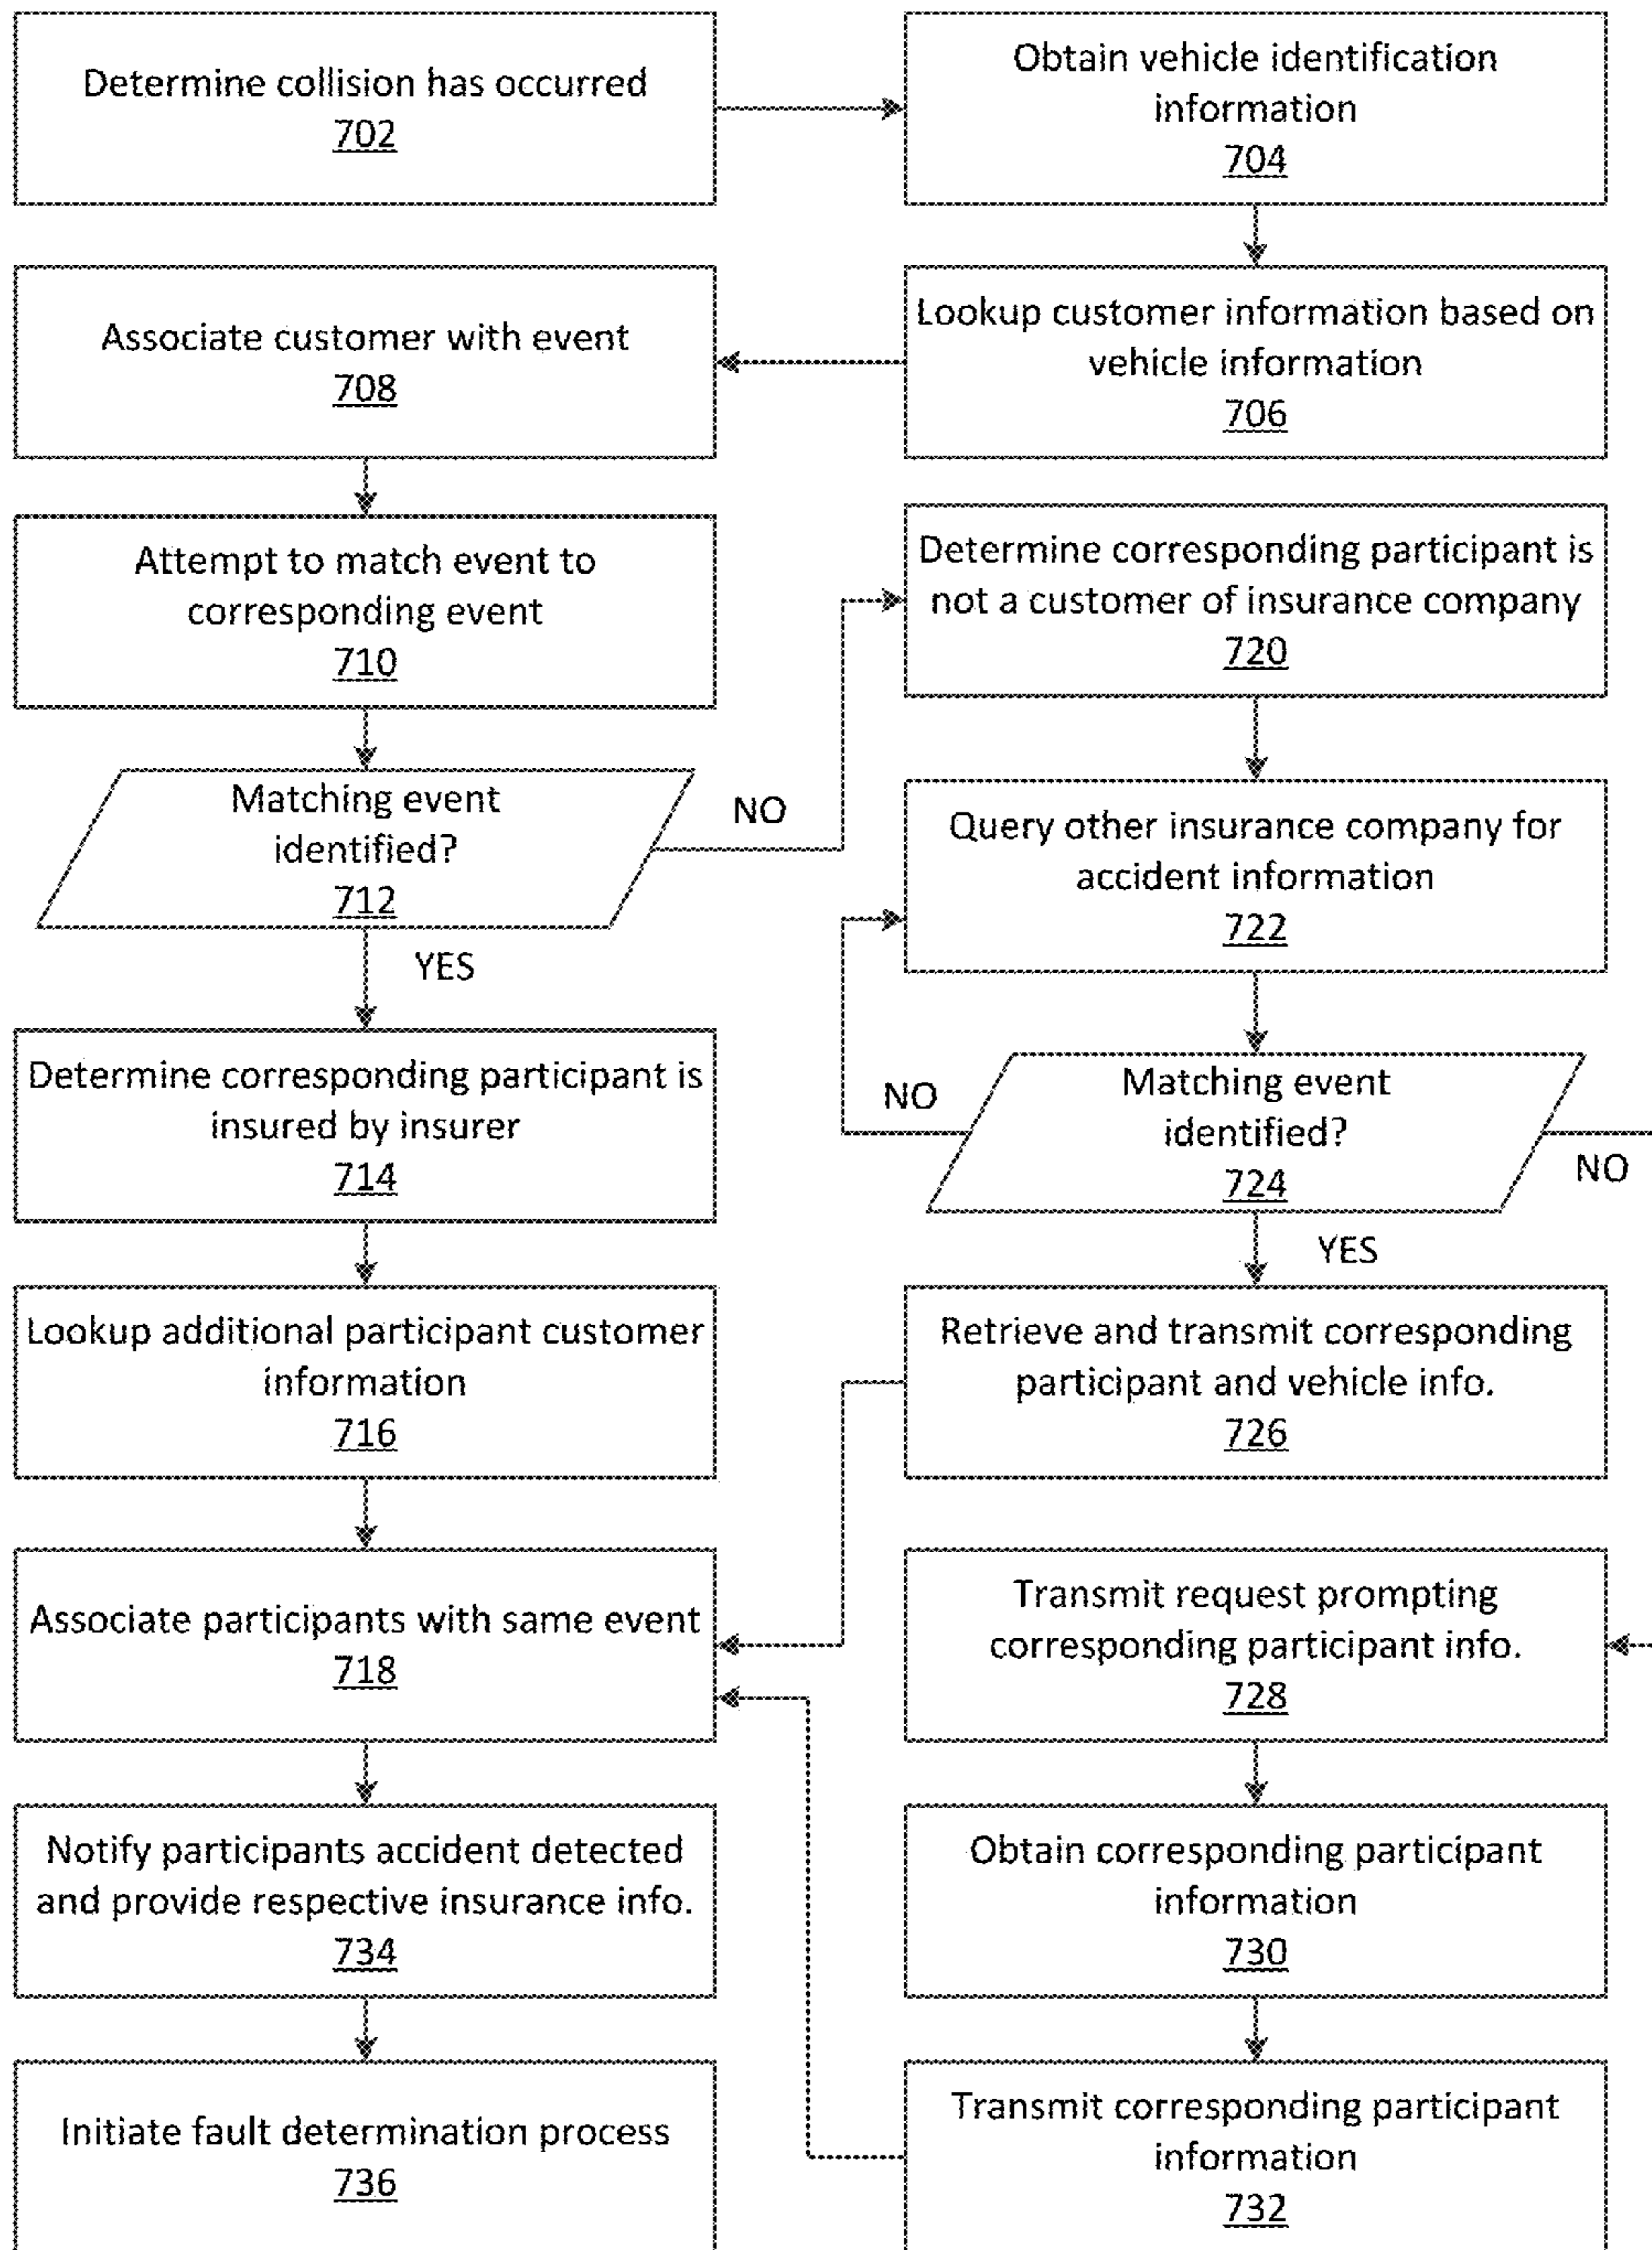 Determine collision has occurred
702
Obtain vehicle identification
information
704
Lookup customer information based on
vehicle information
706
Associate customer with event
708
Attempt to match event to
corresponding event
710
Matching event
identified?
712
NO
YES
Determine corresponding participant is
insured by insurer
714
Lookup additional participant customer
information
716
Associate participants with same event
718
Determine corresponding participant is
not a customer of insurance company
720
Query other insurance company for
accident information
722
Matching event
identified?
724
NO
NO
YES
Retrieve and transmit corresponding
participant and vehicle info.
726
Transmit request prompting
corresponding participant info.
728
Obtain corresponding participant
information
730
Transmit corresponding participant
information
732
Notify participants accident detected
and provide respective insurance info.
734
Initiate fault determination process
736